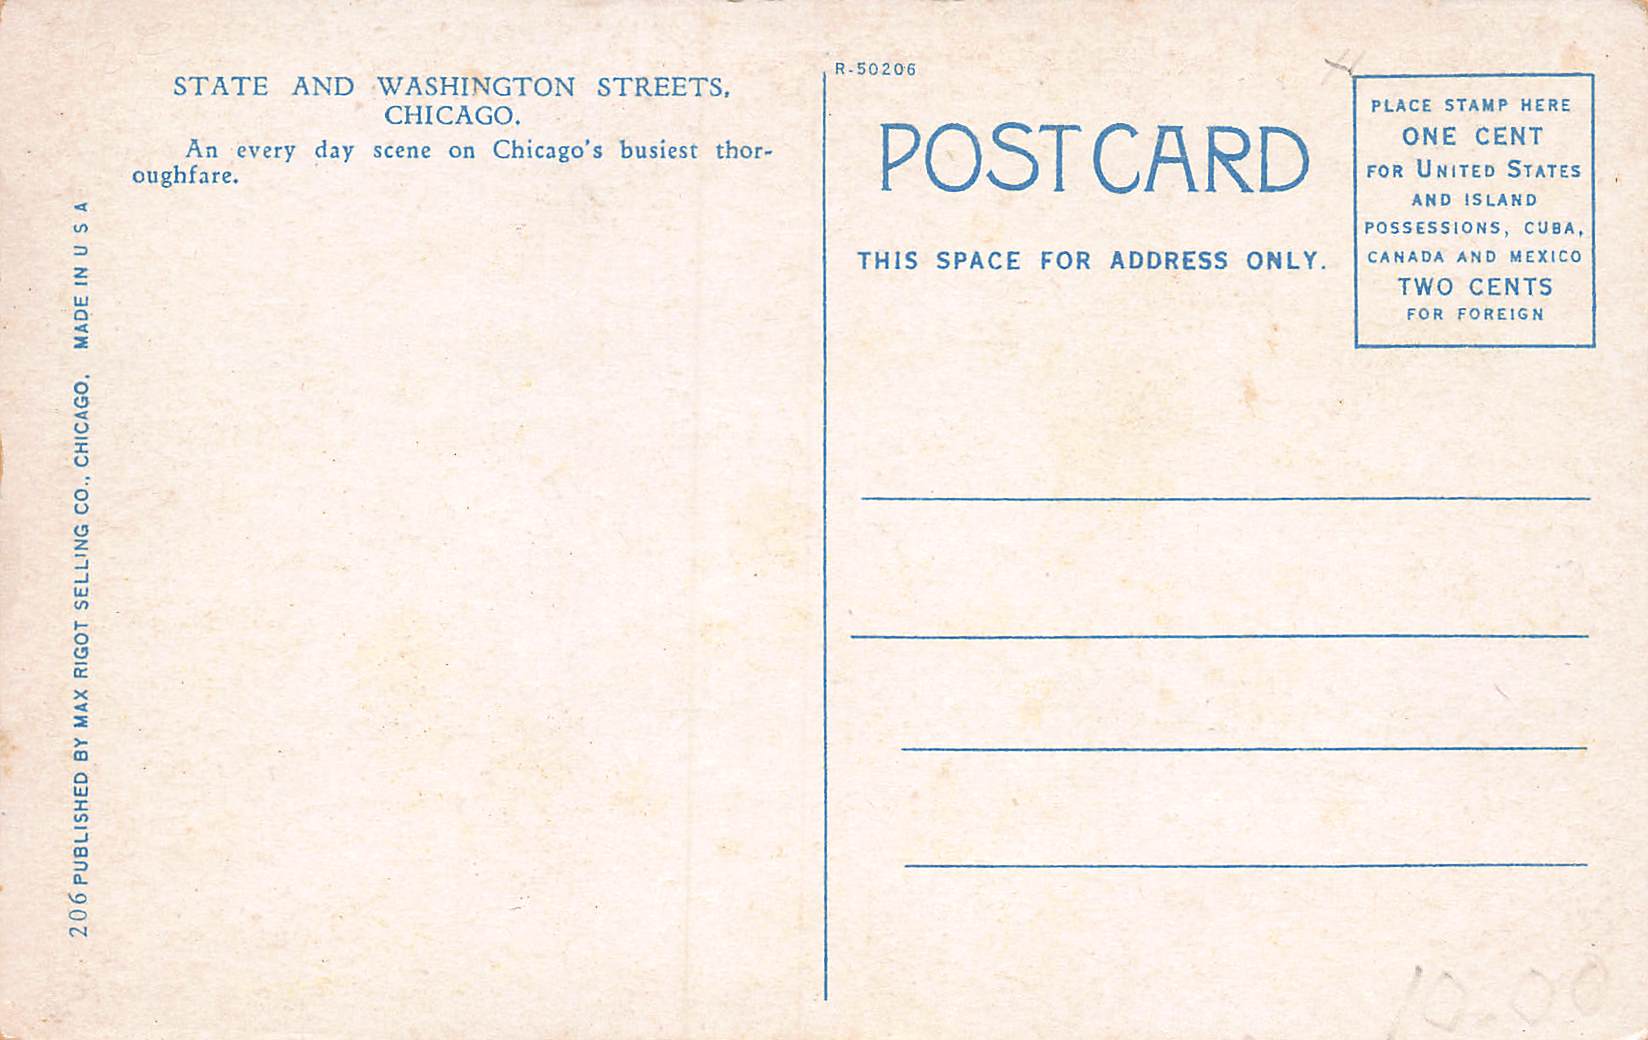 STATE AND WASHINGTON STREETS,
CHICAGO.
An every day scene on Chicago's busiest thor-
oughfare.
206 PUBLISHED BY MAX RIGOT SELLING CO., CHICAGO. MADE IN U S A
R-50206
POSTCARD
THIS SPACE FOR ADDRESS ONLY.
PLACE STAMP HERE
ONE CENT
FOR UNITED STATES
AND ISLAND
POSSESSIONS, CUBA,
CANADA AND MEXICO
TWO CENTS
FOR FOREIGN